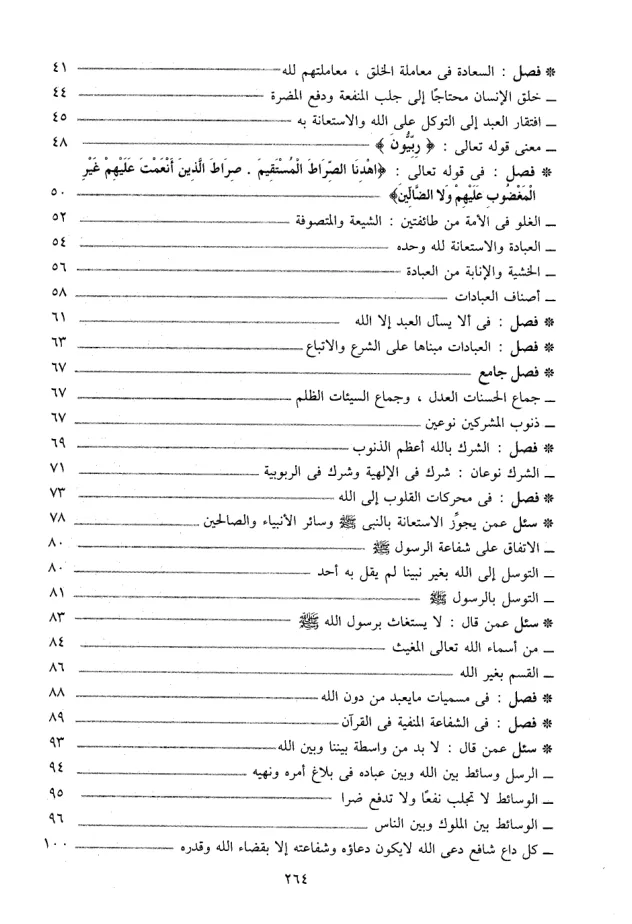 * فصل : السعادة فى معاملة الخلق ، معاملتهم لله ٤١
ـ خلق الإنسان محتاجًا إلى جلب المنفعة ودفع المضرة ٤٤
ـ افتقار العبد إلى التوكل على الله والاستعانة به ٤٥
ـ معنى قوله تعالى : ﴿ رِبِّيُّونَ ﴾ ٤٨
* فصل : فى قوله تعالى : ﴿اهْدِنَا الصِّرَاطَ الْمُسْتَقِيمَ . صِرَاطَ الَّذِينَ أَنْعَمْتَ عَلَيْهِمْ غَيْرِ
الْمَغْضُوبِ عَلَيْهِمْ وَلا الضَّالِّينَ﴾ ٥٠
ـ الغلو فى الأمة من طائفتين : الشيعة والمتصوفة ٥٢
ـ العبادة والاستعانة لله وحده ٥٤
ـ الخشية والإنابة من العبادة ٥٦
ـ أصناف العبادات ٥٨
* فصل : فى ألا يسأل العبد إلا الله ٦١
* فصل : العبادات مبناها على الشرع والاتباع ٦٣
* فصل جامع ٦٧
ـ جماع الحسنات العدل ، وجماع السيئات الظلم ٦٧
ـ ذنوب المشركين نوعين ٦٧
* فصل : الشرك بالله أعظم الذنوب ٦٩
ـ الشرك نوعان : شرك فى الإلهية وشرك فى الربوبية ٧١
* فصل : فى محركات القلوب إلى الله ٧٣
* سئل عمن يجوِّز الاستعانة بالنبى ﷺ وسائر الأنبياء والصالحين ٧٨
ـ الاتفاق على شفاعة الرسول ﷺ ٨٠
ـ التوسل إلى الله بغير نبينا لم يقل به أحد ٨٠
ـ التوسل بالرسول ﷺ ٨١
* سئل عمن قال : لا يستغاث برسول الله ﷺ ٨٣
ـ من أسماء الله تعالى المغيث ٨٤
ـ القسم بغير الله ٨٦
* فصل : فى مسميات مايعبد من دون الله ٨٨
* فصل : فى الشفاعة المنفية فى القرآن ٨٩
* سئل عمن قال : لا بد من واسطة بيننا وبين الله ٩٣
ـ الرسل وسائط بين الله وبين عباده فى بلاغ أمره ونهيه ٩٤
ـ الوسائط لا تجلب نفعًا ولا تدفع ضرا ٩٥
ـ الوسائط بين الملوك وبين الناس ٩٦
ـ كل داع شافع دعى الله لايكون دعاؤه وشفاعته إلا بقضاء الله وقدره ١٠٠
٢٦٤